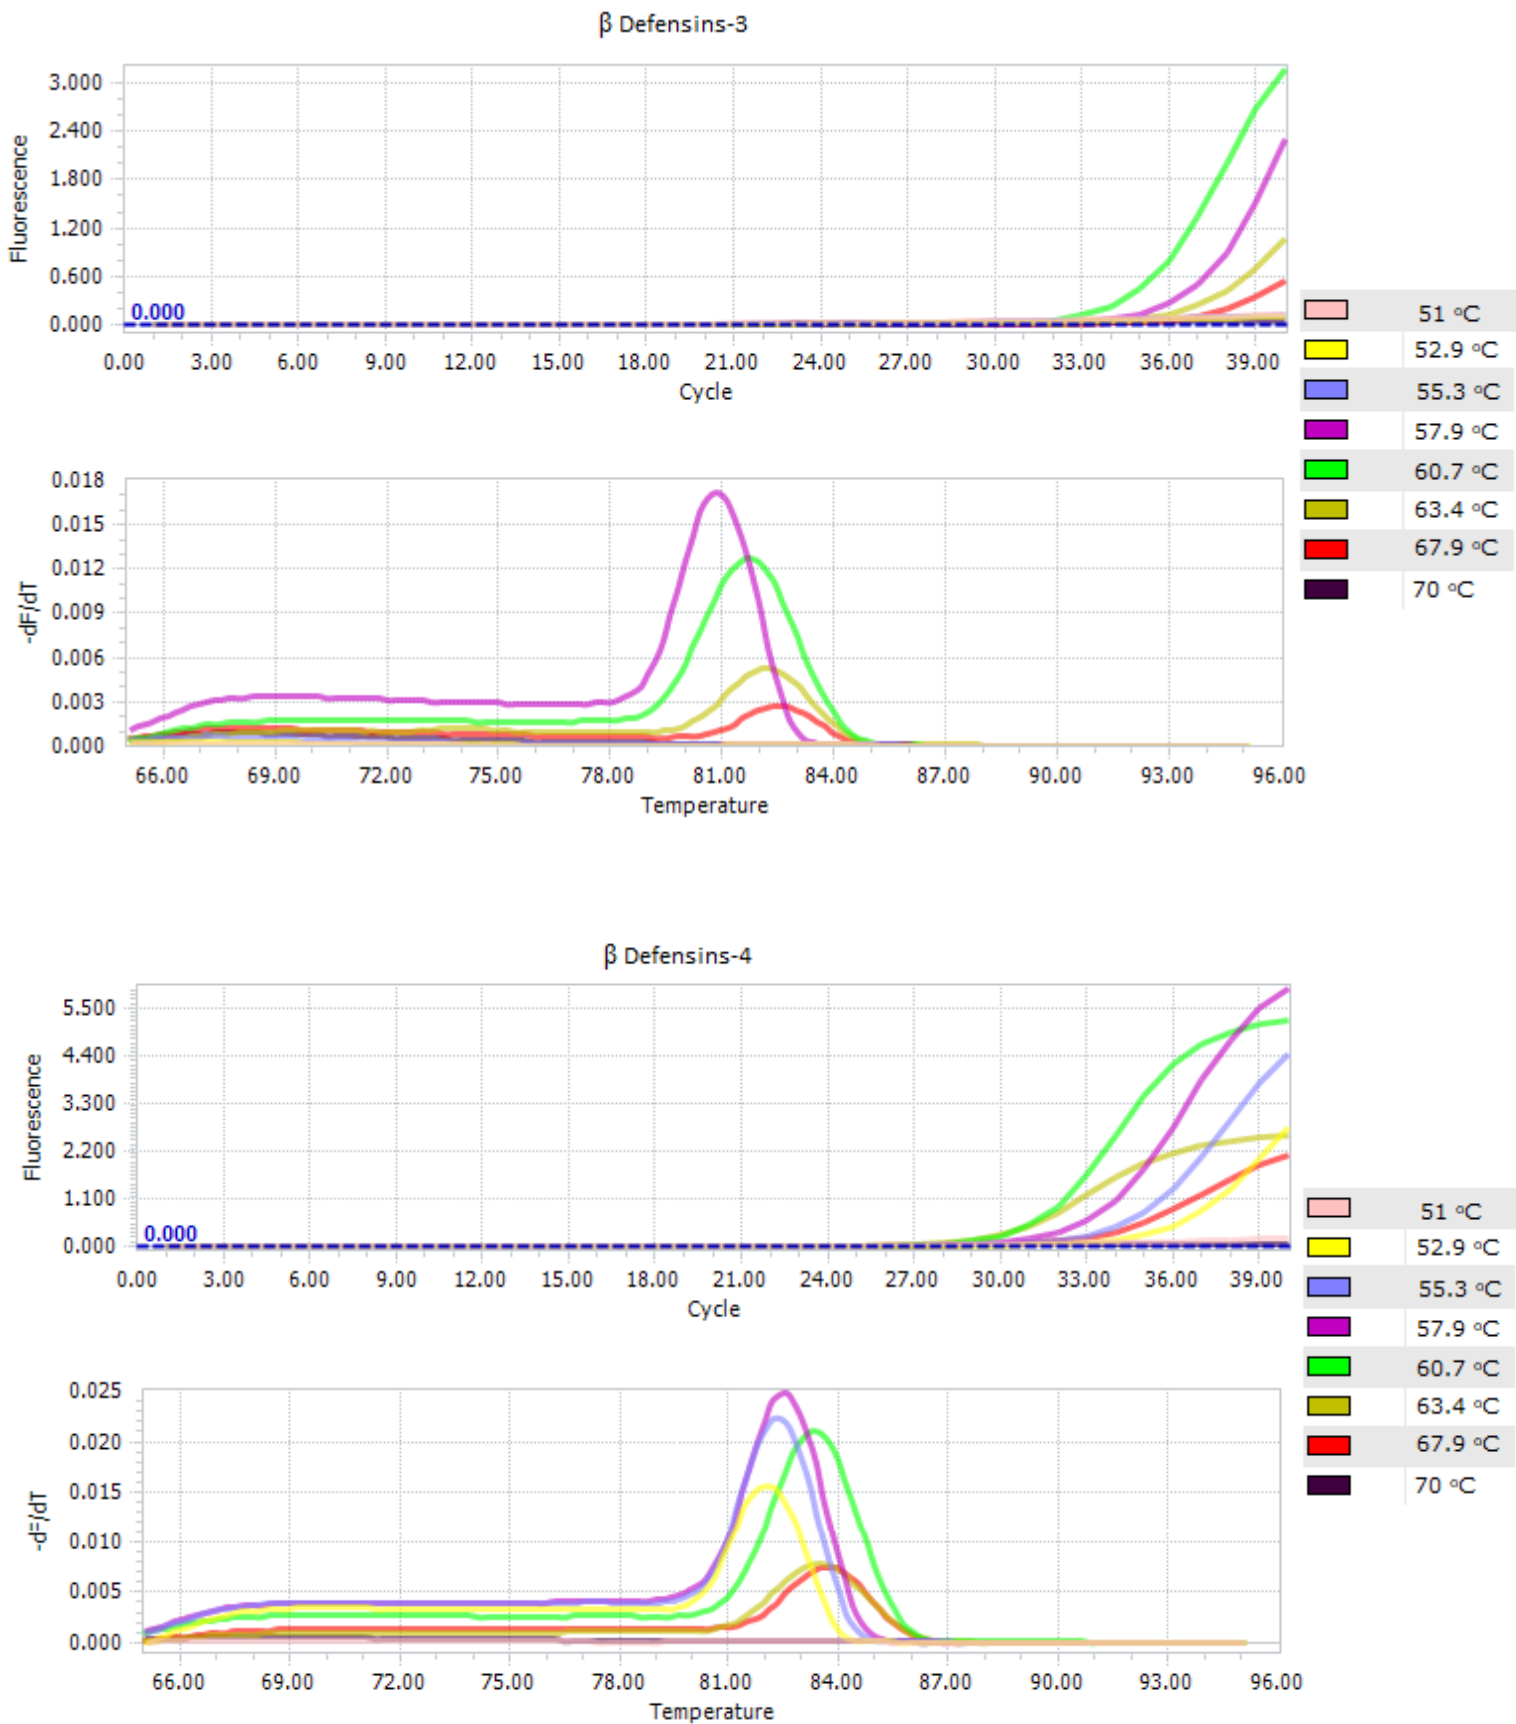 β Defensins-3
Fluorescence
3.000
2.400
1.800
1.200
0.600
0.000
0.000
0.00 3.00 6.00 9.00 12.00 15.00 18.00 21.00 24.00 27.00 30.00 33.00 36.00 39.00
Cycle
51 °C
52.9 °C
55.3 °C
57.9 °C
60.7 °C
63.4 °C
67.9 °C
70 °C
-dF/dT
0.018
0.015
0.012
0.009
0.006
0.003
0.000
66.00 69.00 72.00 75.00 78.00 81.00 84.00 87.00 90.00 93.00 96.00
Temperature
β Defensins-4
Fluorescence
5.500
4.400
3.300
2.200
1.100
0.000
0.000
0.00 3.00 6.00 9.00 12.00 15.00 18.00 21.00 24.00 27.00 30.00 33.00 36.00 39.00
Cycle
51 °C
52.9 °C
55.3 °C
57.9 °C
60.7 °C
63.4 °C
67.9 °C
70 °C
-dF/dT
0.025
0.020
0.015
0.010
0.005
0.000
66.00 69.00 72.00 75.00 78.00 81.00 84.00 87.00 90.00 93.00 96.00
Temperature